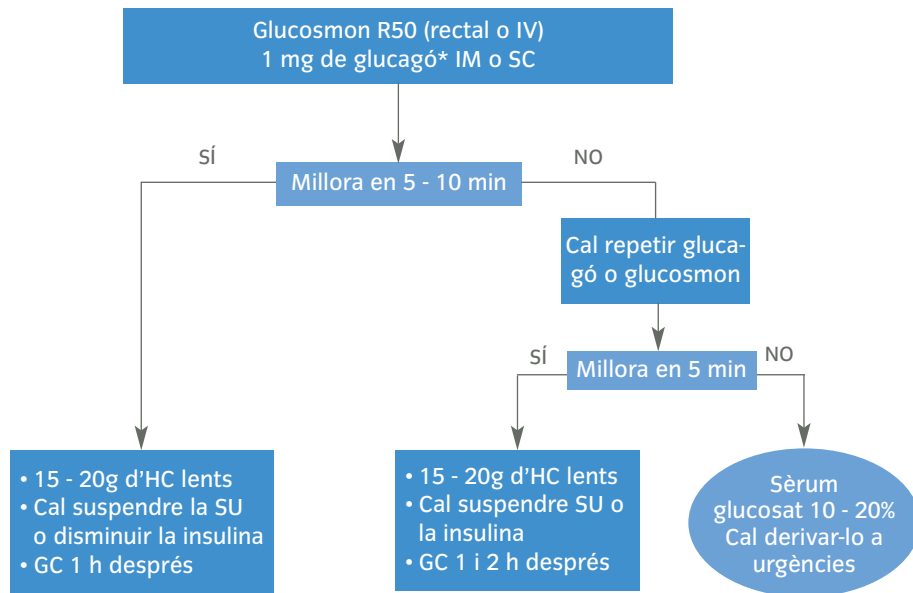 Glucosmon R50 (rectal o IV)
1 mg de glucagó* IM o SC
SÍ
NO
Millora en 5 - 10 min
Cal repetir gluca-
gó o glucosmon
SÍ
NO
Millora en 5 min
• 15 - 20g d’HC lents
• Cal suspendre la SU
o disminuir la insulina
• GC 1 h després
• 15 - 20g d’HC lents
• Cal suspendre SU o
la insulina
• GC 1 i 2 h després
Sèrum
glucosat 10 - 20%
Cal derivar-lo a
urgències